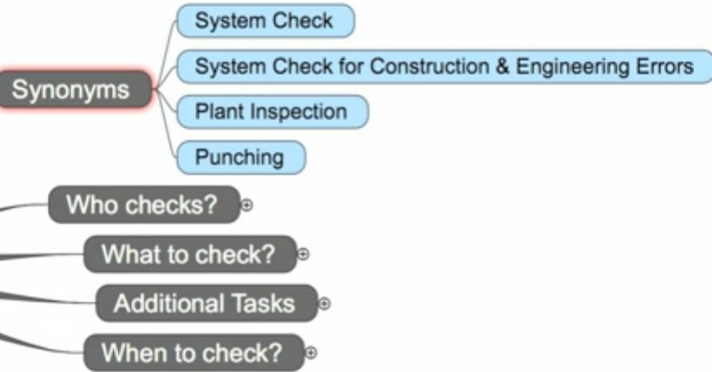 System Check
System Check for Construction & Engineering Errors
Synonyms
Plant Inspection
Punching
Who checks?
What to check?
Additional Tasks
When to check?